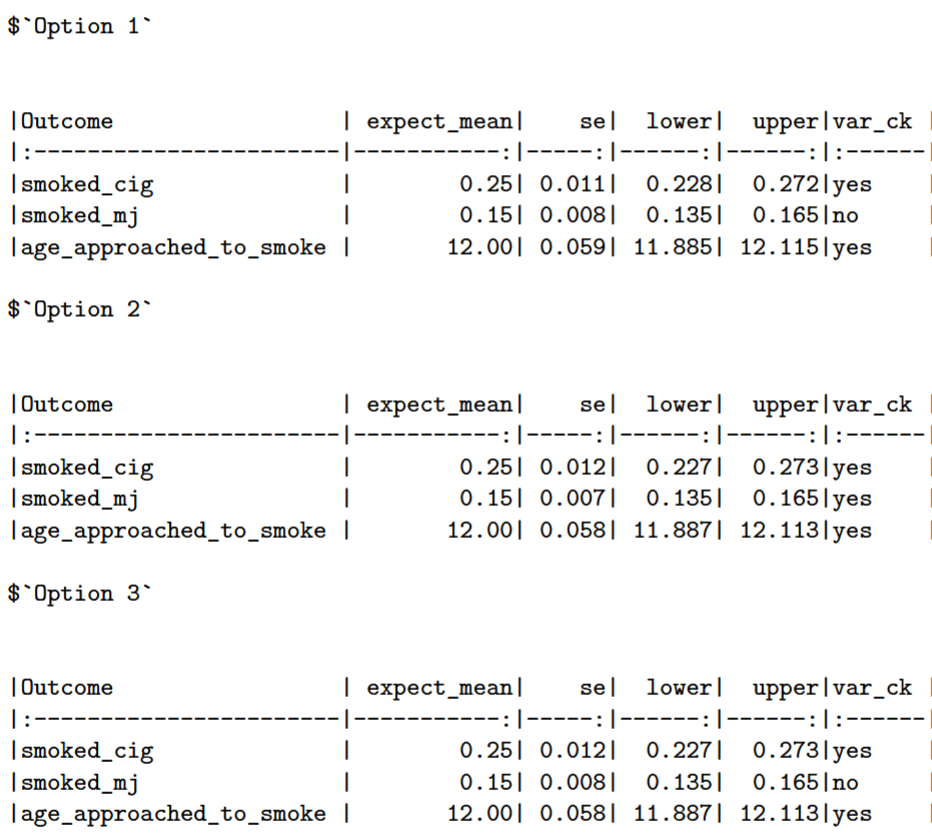 $`Option 1`
|Outcome                 | expect_mean|    se|  lower|  upper|var_ck |
|:-----------------------|-----------:|-----:|------:|------:|:------|
|smoked_cig              |        0.25| 0.011|  0.228|  0.272|yes    |
|smoked_mj               |        0.15| 0.008|  0.135|  0.165|no     |
|age_approached_to_smoke |       12.00| 0.059| 11.885| 12.115|yes    |
$`Option 2`
|Outcome                 | expect_mean|    se|  lower|  upper|var_ck |
|:-----------------------|-----------:|-----:|------:|------:|:------|
|smoked_cig              |        0.25| 0.012|  0.227|  0.273|yes    |
|smoked_mj               |        0.15| 0.007|  0.135|  0.165|yes    |
|age_approached_to_smoke |       12.00| 0.058| 11.887| 12.113|yes    |
$`Option 3`
|Outcome                 | expect_mean|    se|  lower|  upper|var_ck |
|:-----------------------|-----------:|-----:|------:|------:|:------|
|smoked_cig              |        0.25| 0.012|  0.227|  0.273|yes    |
|smoked_mj               |        0.15| 0.008|  0.135|  0.165|no     |
|age_approached_to_smoke |       12.00| 0.058| 11.887| 12.113|yes    |